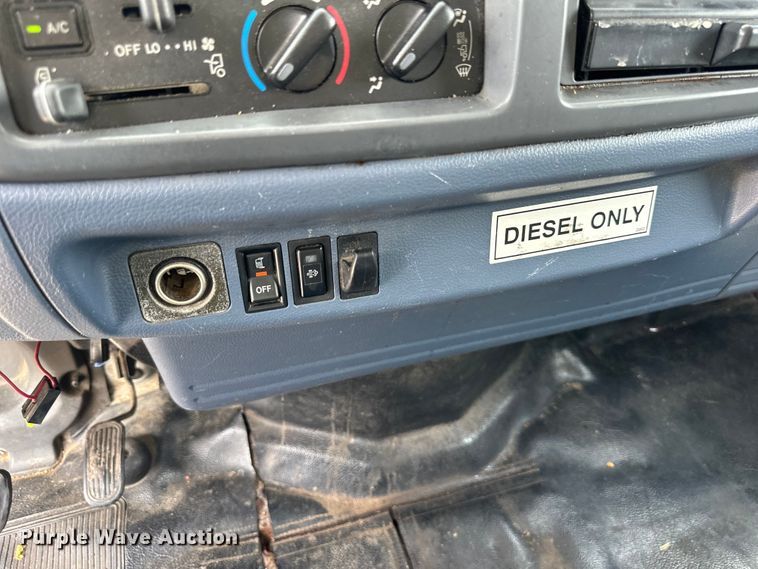 A/C
OFF LO HI
DIESEL ONLY
OFF
Purple Wave Auction